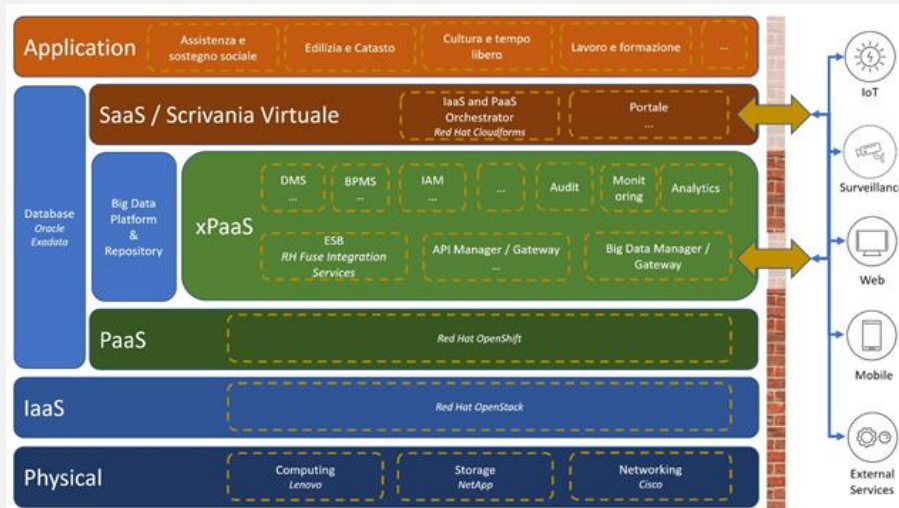 Application
Assistenza e
sostegno sociale
Edilizia e Catasto
Cultura e tempo
libero
Lavoro e formazione
...
SaaS / Scrivania Virtuale
IaaS and PaaS
Orchestrator
Red Hat Cloudforms
Portale
...
Database
Oracle
Exadata
Big Data
Platform
&
Repository
xPaaS
DMS
...
BPMS
...
IAM
...
...
Audit
Monit
oring
Analytics
ESB
RH Fuse Integration
Services
API Manager / Gateway
...
Big Data Manager /
Gateway
PaaS
Red Hat OpenShift
IaaS
Red Hat OpenStack
Physical
Computing
Lenovo
Storage
NetApp
Networking
Cisco
IoT
Surveillance
Web
Mobile
External
Services